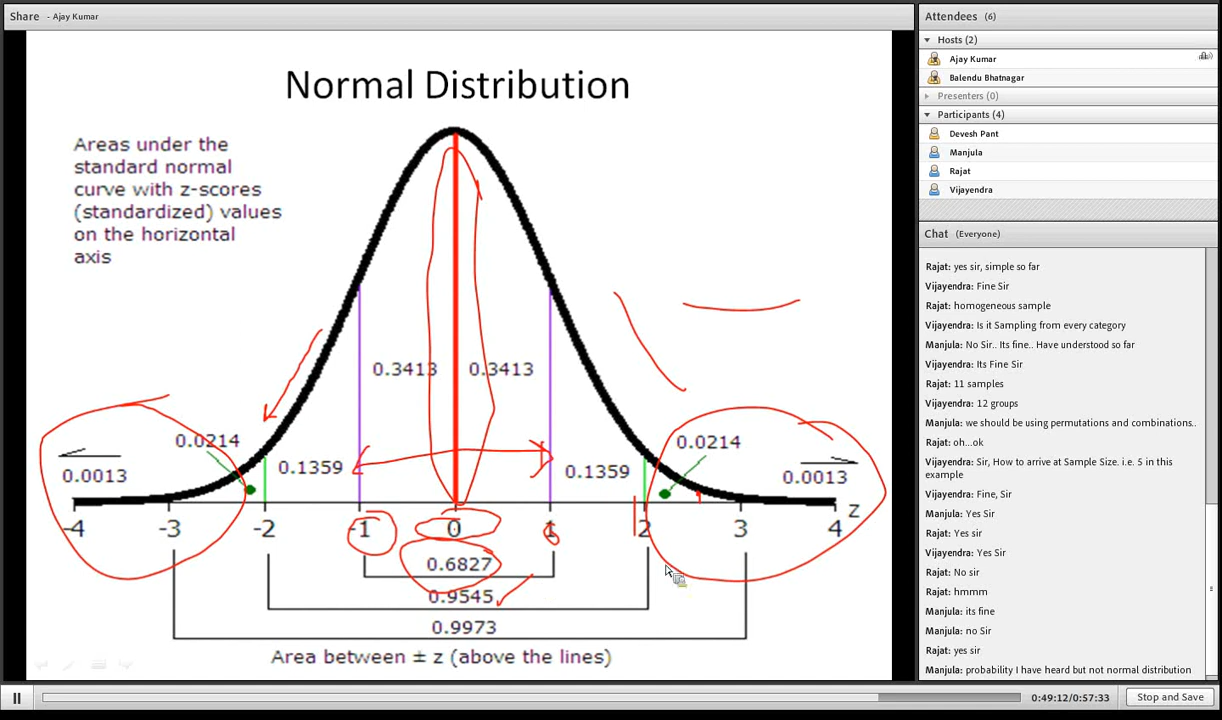 Share - Ajay Kumar
Normal Distribution
Areas under the
standard normal
curve with z-scores
(standardized) values
on the horizontal
axis
0.3413 0.3413
0.0214 0.0214
0.1359 0.1359
0.0013 0.0013
z
-4 -3 -2 -1 0 1 2 3 4
0.6827
0.9545
0.9973
Area between ± z (above the lines)
Attendees (6)
Hosts (2)
Ajay Kumar
Balendu Bhatnagar
Presenters (0)
Participants (4)
Devesh Pant
Manjula
Rajat
Vijayendra
Chat (Everyone)
Rajat: yes sir, simple so far
Vijayendra: Fine Sir
Rajat: homogeneous sample
Vijayendra: Is it Sampling from every category
Manjula: No Sir.. Its fine.. Have understood so far
Vijayendra: Its Fine Sir
Rajat: 11 samples
Vijayendra: 12 groups
Manjula: we should be using permutations and combinations..
Rajat: oh...ok
Vijayendra: Sir, How to arrive at Sample Size. i.e. 5 in this
example
Vijayendra: Fine, Sir
Manjula: Yes Sir
Rajat: Yes sir
Vijayendra: Yes Sir
Rajat: No sir
Rajat: hmmm
Manjula: its fine
Manjula: no Sir
Rajat: yes sir
Manjula: probability I have heard but not normal distribution
0:49:12/0:57:33
Stop and Save